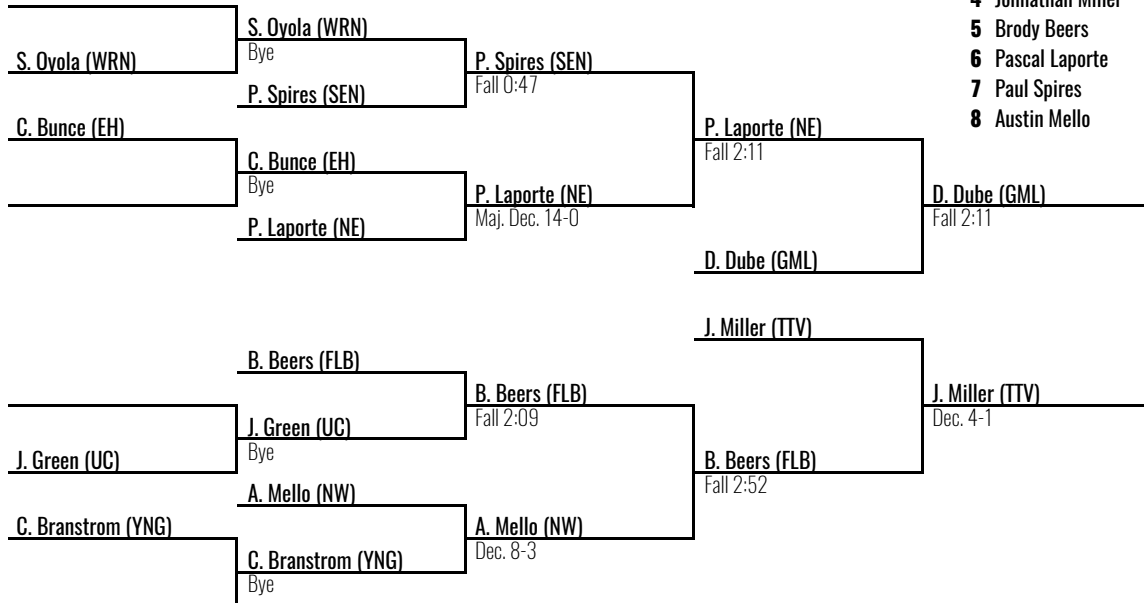 S. Oyola (WRN)
C. Bunce (EH)
J. Green (UC)
C. Branstrom (YNG)
S. Oyola (WRN)
Bye
P. Spires (SEN)
C. Bunce (EH)
Bye
P. Laporte (NE)
B. Beers (FLB)
J. Green (UC)
Bye
A. Mello (NW)
C. Branstrom (YNG)
Bye
P. Spires (SEN)
Fall 0:47
P. Laporte (NE)
Maj. Dec. 14-0
B. Beers (FLB)
Fall 2:09
A. Mello (NW)
Dec. 8-3
P. Laporte (NE)
Fall 2:11
D. Dube (GML)
J. Miller (TTV)
B. Beers (FLB)
Fall 2:52
D. Dube (GML)
Fall 2:11
J. Miller (TTV)
Dec. 4-1
4 Johnathan Miller
5 Brody Beers
6 Pascal Laporte
7 Paul Spires
8 Austin Mello